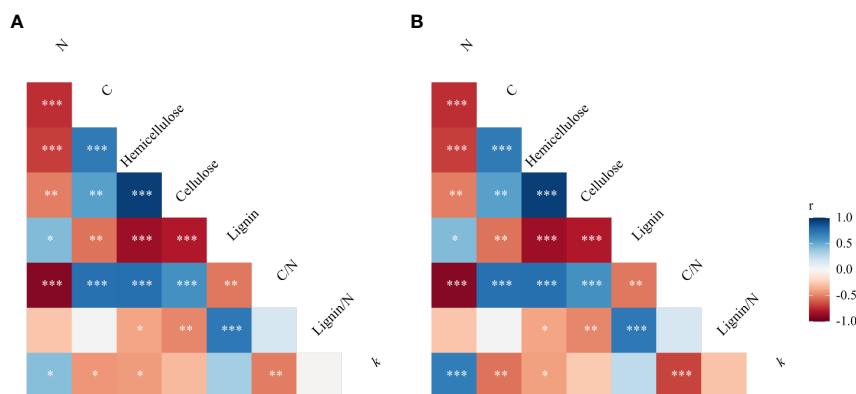 A
B
N
C
Hemicellulose
Cellulose
Lignin
C/N
Lignin/N
k
***
*** ***
** ** ***
* ** *** ***
*** *** *** *** **
* ** ***
* * * **
N
C
Hemicellulose
Cellulose
Lignin
C/N
Lignin/N
k
***
*** ***
** ** ***
* ** *** ***
*** *** *** *** **
* ** ***
*** ** * ***
r
1.0
0.5
0.0
-0.5
-1.0